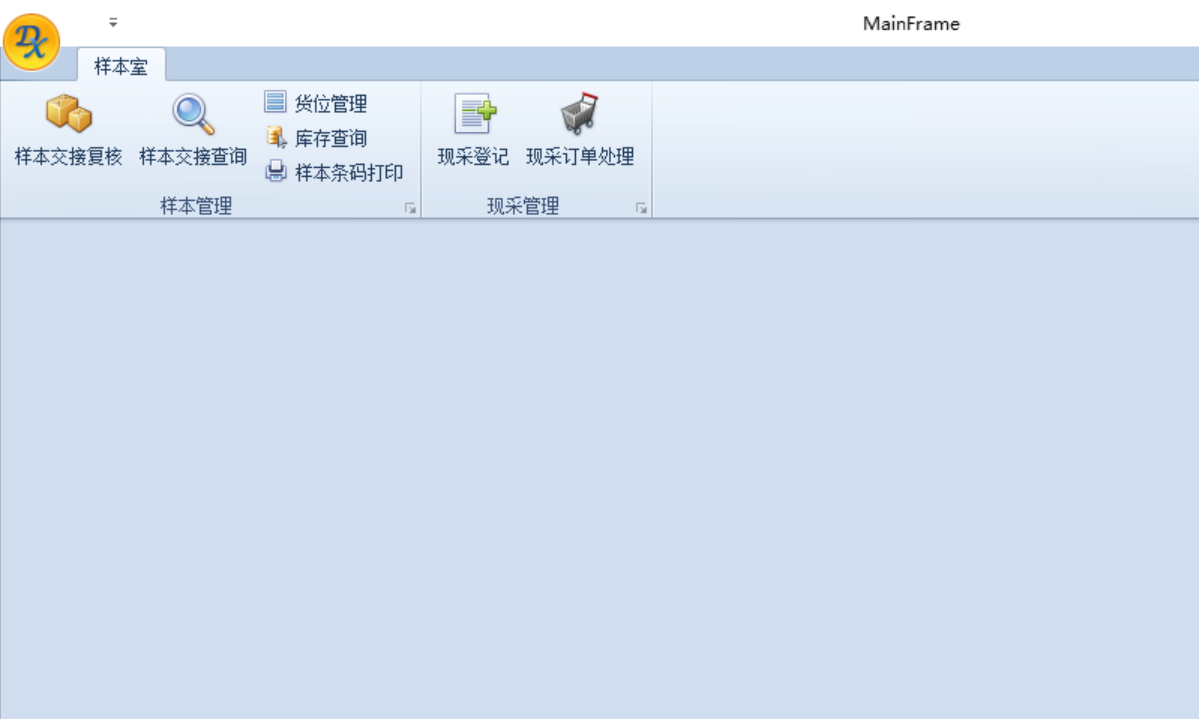 MainFrame
DX
样本室
样本交接复核
样本交接查询
货位管理
库存查询
样本条码打印
样本管理
现采登记
现采订单处理
现采管理